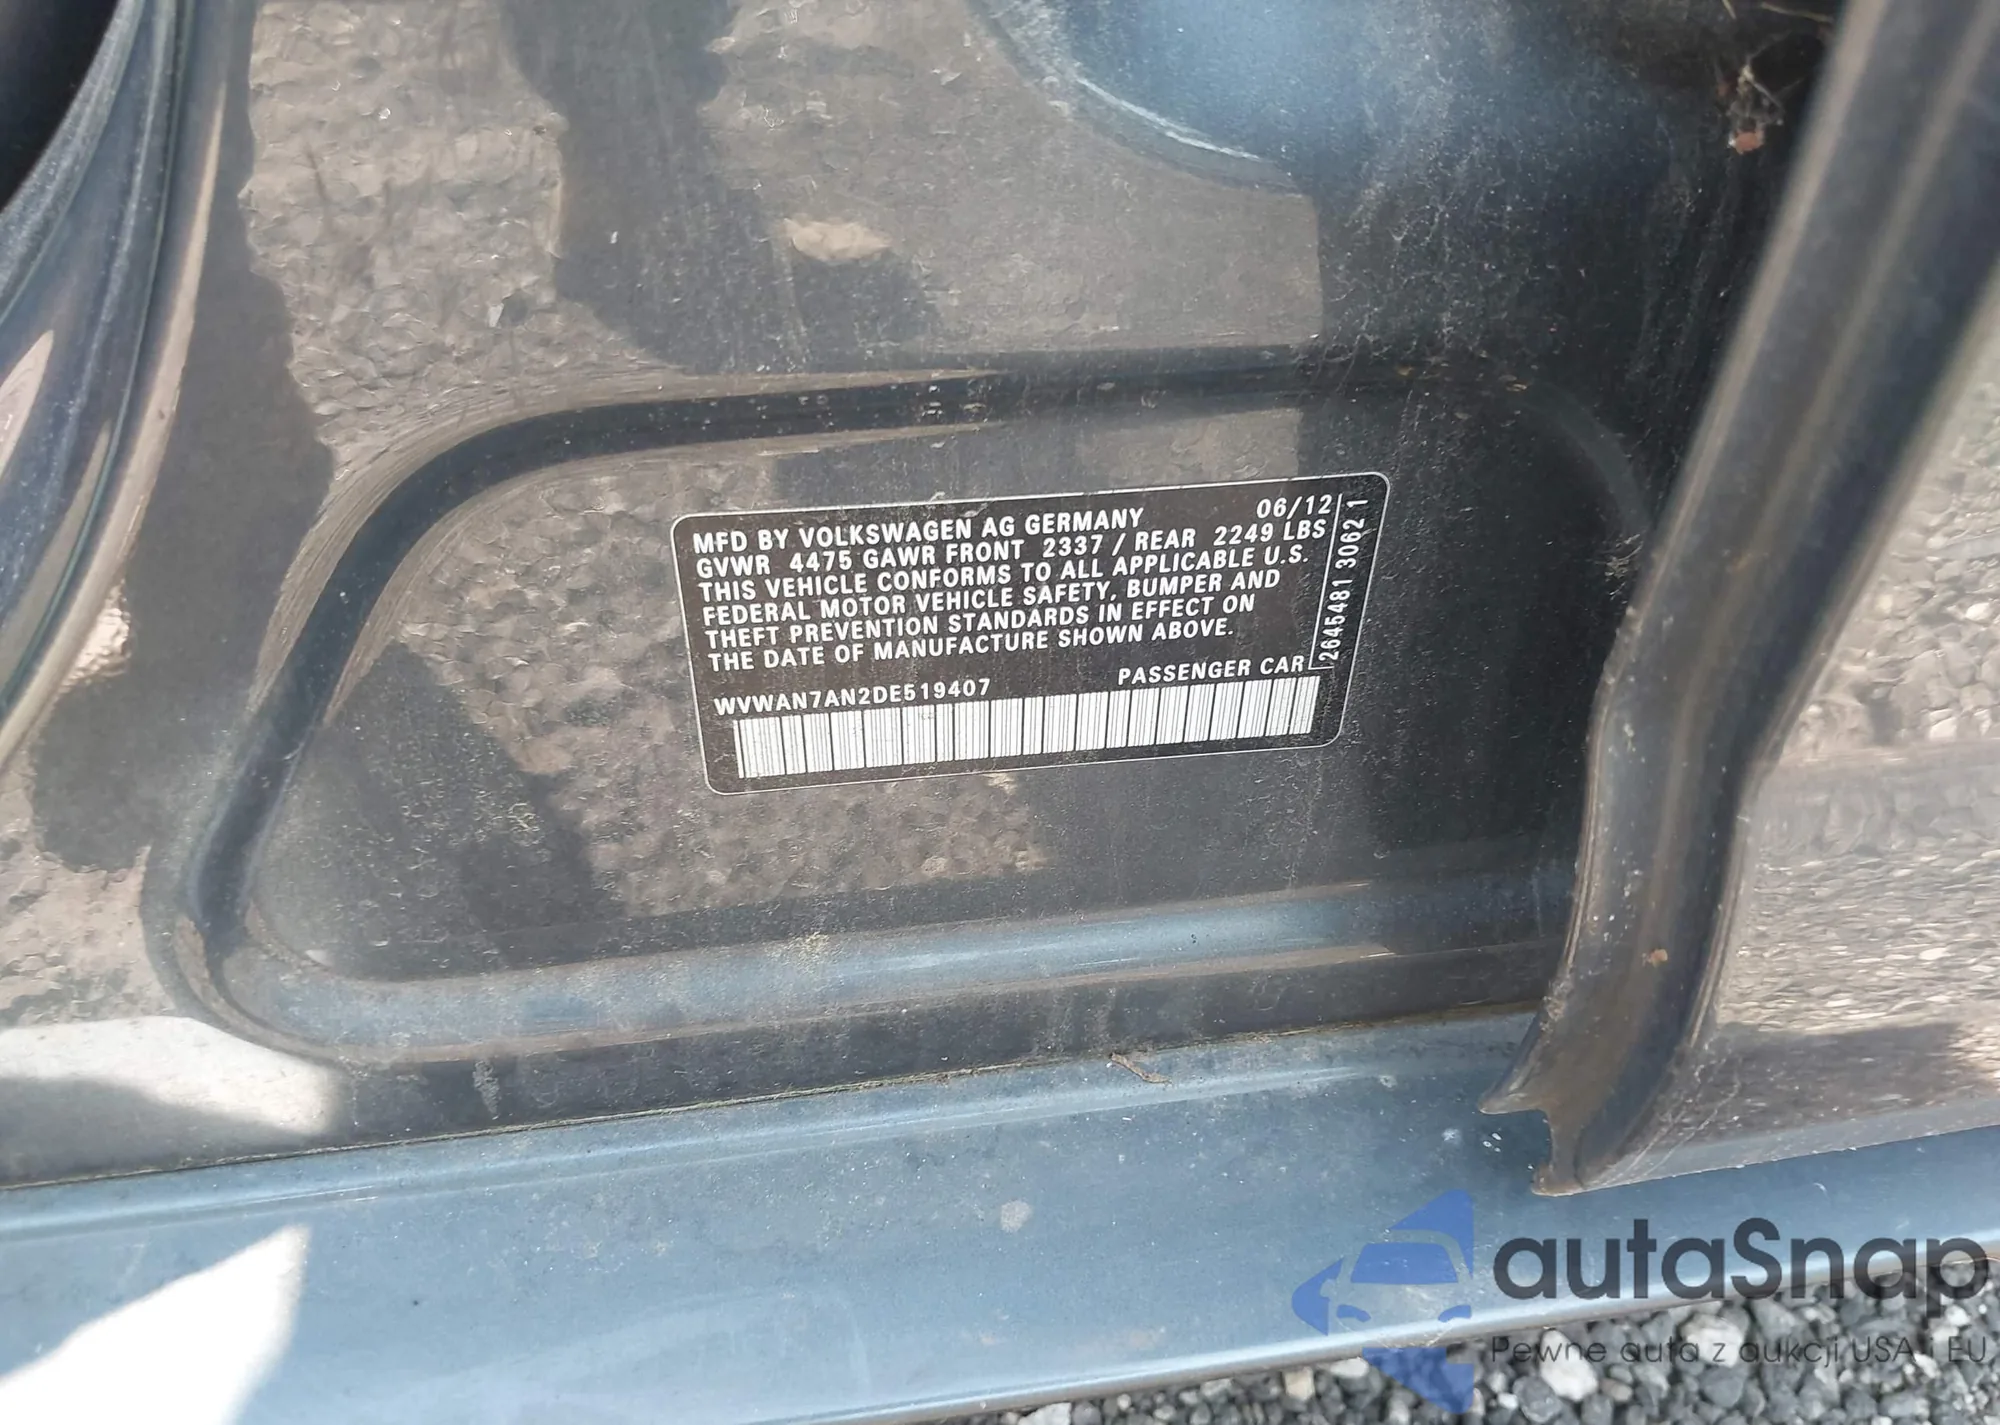 MFD BY VOLKSWAGEN AG GERMANY 06/12
GVWR 4475 GAWR FRONT 2337 / REAR 2249 LBS
THIS VEHICLE CONFORMS TO ALL APPLICABLE U.S.
FEDERAL MOTOR VEHICLE SAFETY, BUMPER AND
THEFT PREVENTION STANDARDS IN EFFECT ON
THE DATE OF MANUFACTURE SHOWN ABOVE.
WVWAN7AN2DE519407 PASSENGER CAR
2645481 3062 1
autaSnap
Pewne auta z aukcji USA i EU